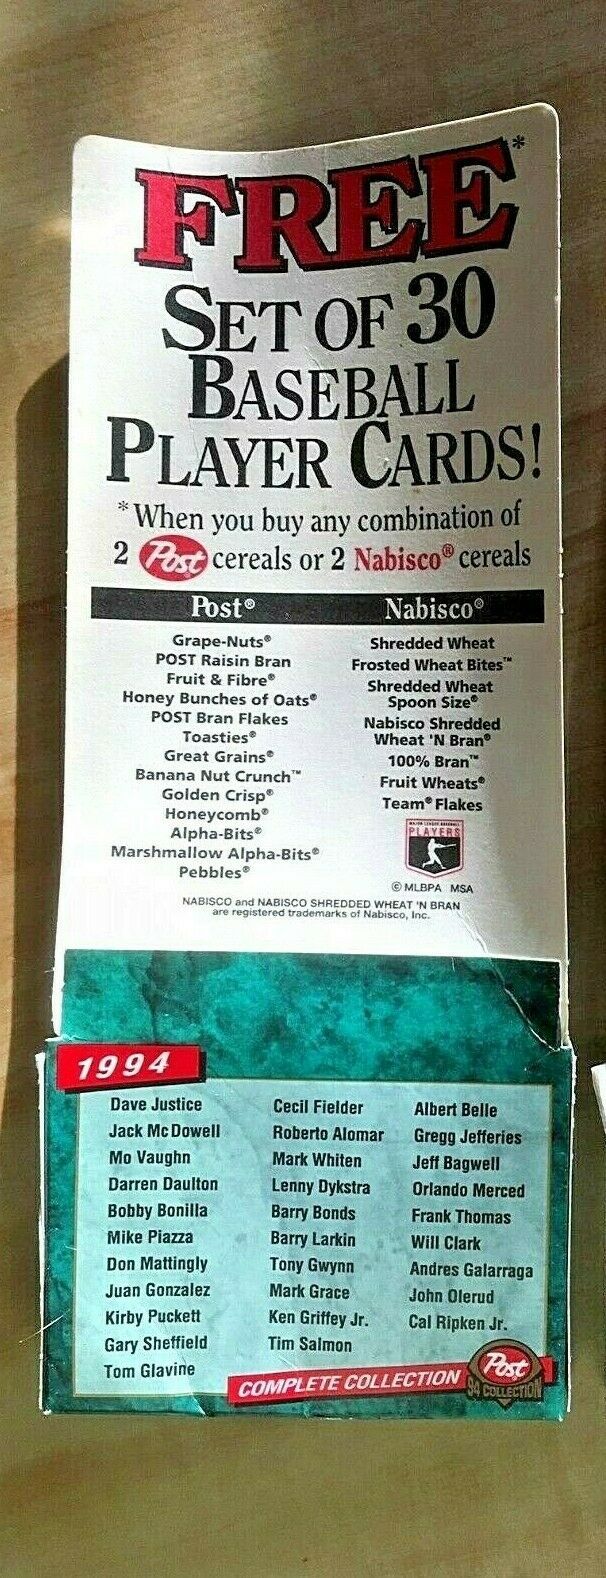 FREE*
SET OF 30
BASEBALL
PLAYER CARDS!
*When you buy any combination of
2 Post cereals or 2 Nabisco® cereals
Post®
Grape-Nuts®
POST Raisin Bran
Fruit & Fibre®
Honey Bunches of Oats®
POST Bran Flakes
Toasties®
Great Grains®
Banana Nut Crunch™
Golden Crisp®
Honeycomb®
Alpha-Bits®
Marshmallow Alpha-Bits®
Pebbles®
Nabisco®
Shredded Wheat
Frosted Wheat Bites™
Shredded Wheat
Spoon Size®
Nabisco Shredded
Wheat 'N Bran®
100% Bran™
Fruit Wheats®
Team® Flakes
MAJOR LEAGUE BASEBALL
PLAYERS
© MLBPA MSA
NABISCO and NABISCO SHREDDED WHEAT 'N BRAN
are registered trademarks of Nabisco, Inc.
1994
Dave Justice
Jack McDowell
Mo Vaughn
Darren Daulton
Bobby Bonilla
Mike Piazza
Don Mattingly
Juan Gonzalez
Kirby Puckett
Gary Sheffield
Tom Glavine
Cecil Fielder
Roberto Alomar
Mark Whiten
Lenny Dykstra
Barry Bonds
Barry Larkin
Tony Gwynn
Mark Grace
Ken Griffey Jr.
Tim Salmon
Albert Belle
Gregg Jefferies
Jeff Bagwell
Orlando Merced
Frank Thomas
Will Clark
Andres Galarraga
John Olerud
Cal Ripken Jr.
COMPLETE COLLECTION
Post
94 COLLECTION